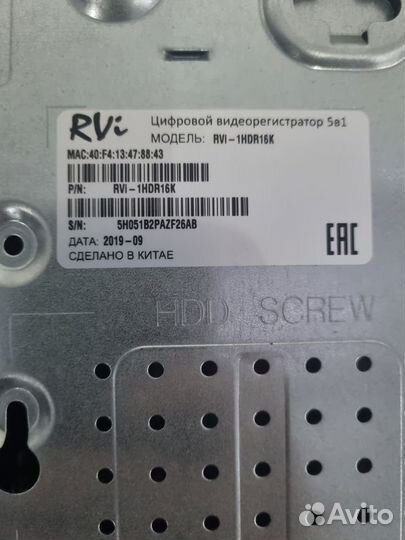 RVi
Цифровой видеорегистратор 5в1
МОДЕЛЬ: RVi-1HDR16K
MAC:40:F4:13:47:88:43
P/N: RVI-1HDR16K
S/N: 5H051B2PAZF26AB
ДАТА: 2019-09
СДЕЛАНО В КИТАЕ
EAC
HDD SCREW
Avito